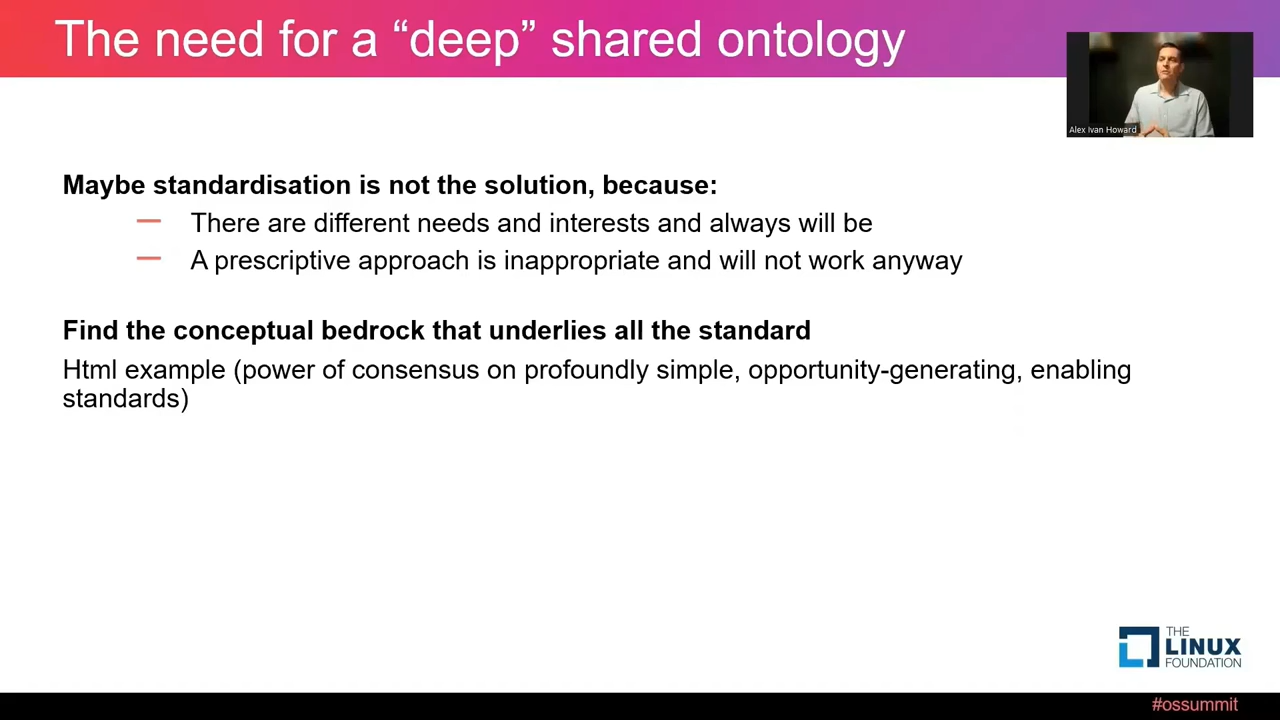 The need for a “deep” shared ontology
Alex Ivan Howard
Maybe standardisation is not the solution, because:
— There are different needs and interests and always will be
— A prescriptive approach is inappropriate and will not work anyway
Find the conceptual bedrock that underlies all the standard
Html example (power of consensus on profoundly simple, opportunity-generating, enabling
standards)
THE
LINUX
FOUNDATION
#ossummit